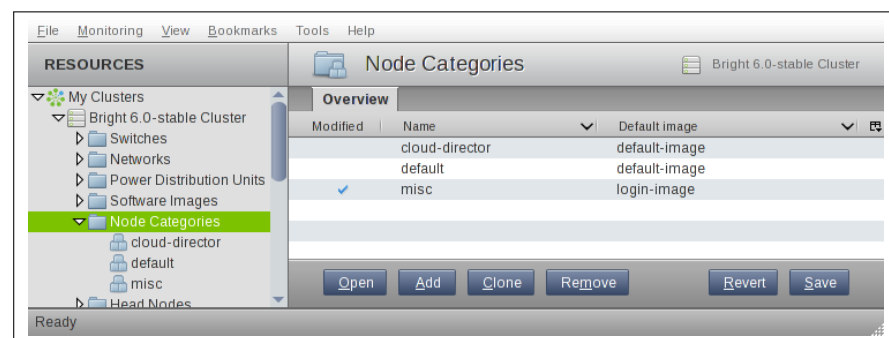 File Monitoring View Bookmarks Tools Help
RESOURCES
My Clusters
Bright 6.0-stable Cluster
Switches
Networks
Power Distribution Units
Software Images
Node Categories
cloud-director
default
misc
Head Nodes
Node Categories
Bright 6.0-stable Cluster
Overview
Modified Name Default image
cloud-director default-image
default default-image
misc login-image
Open Add Clone Remove Revert Save
Ready